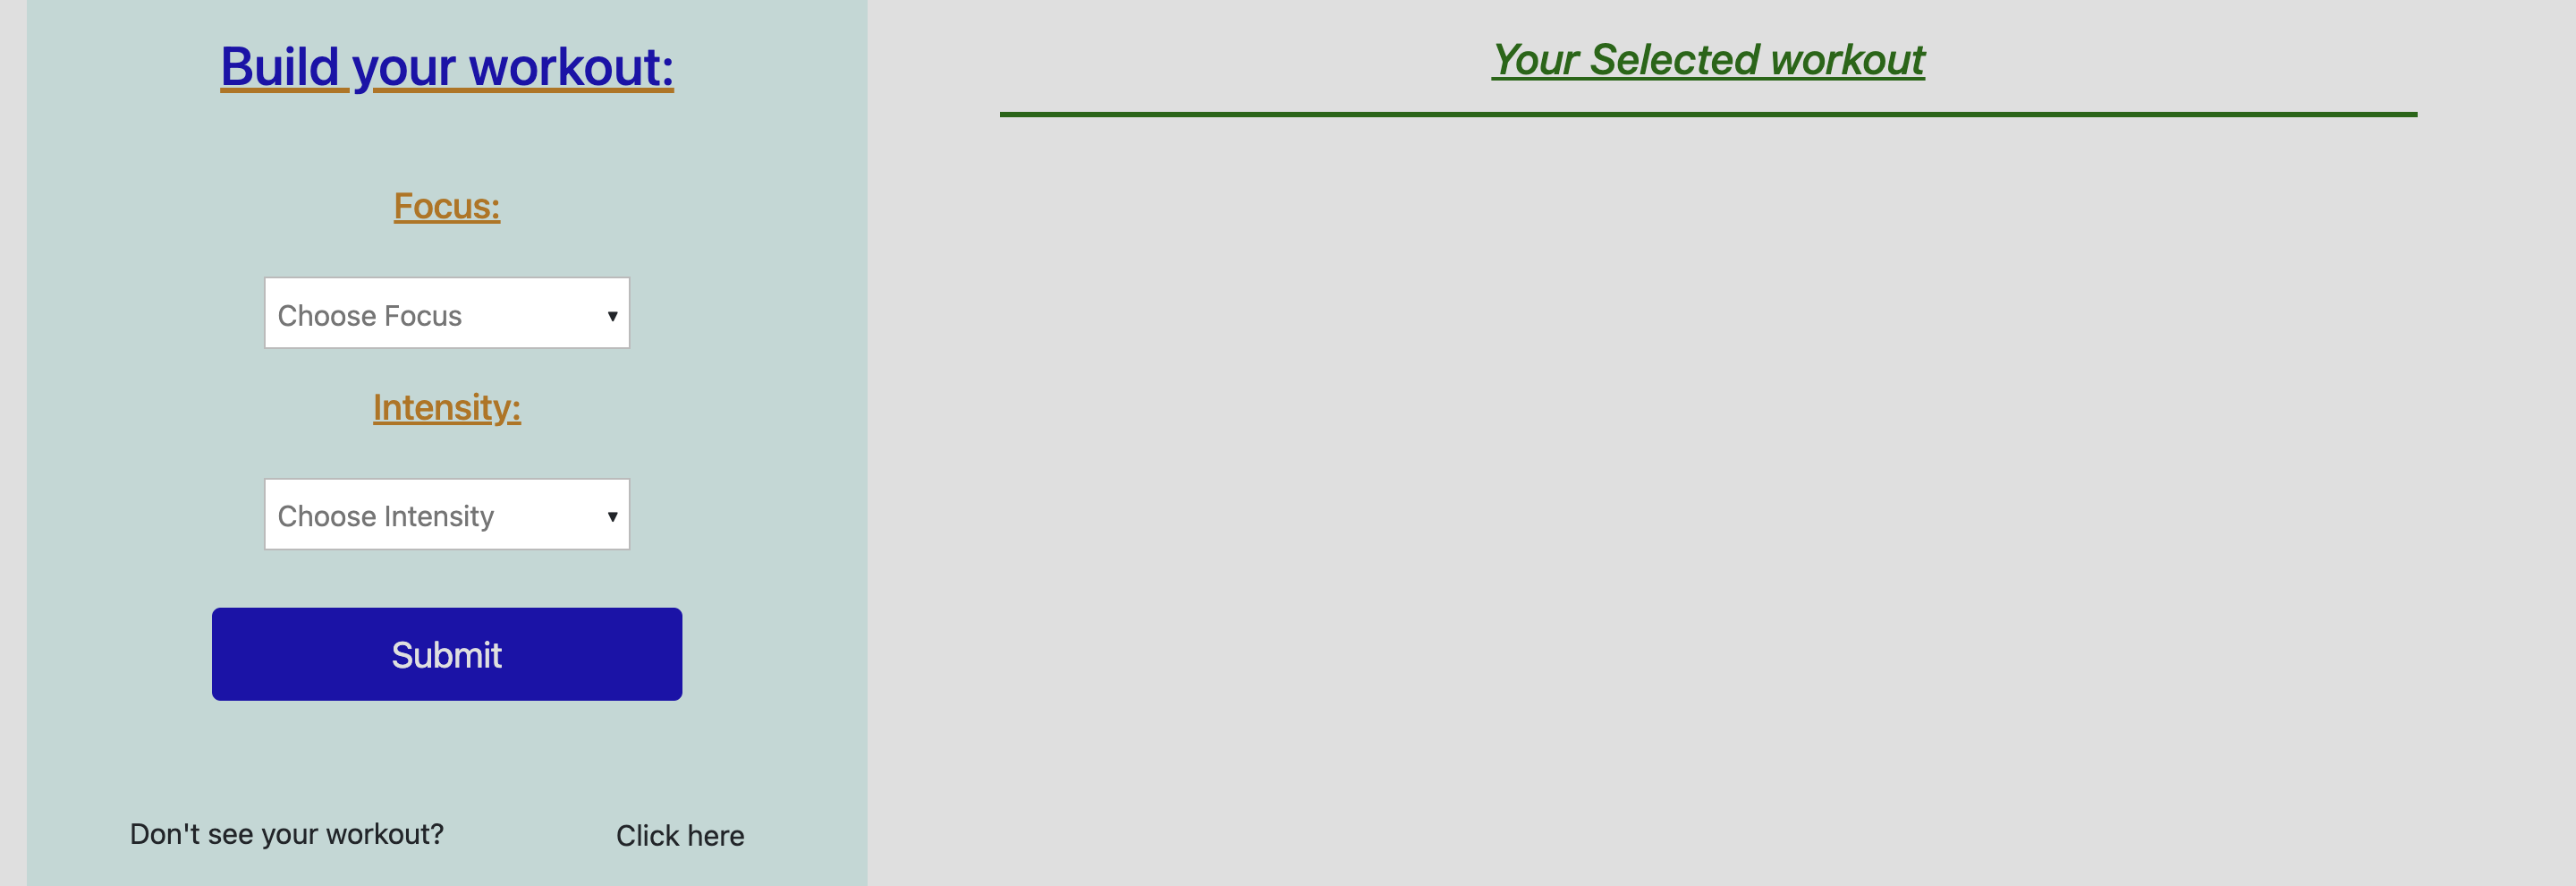 Build your workout:
Focus:
Choose Focus
Intensity:
Choose Intensity
Submit
Don't see your workout? Click here
Your Selected workout